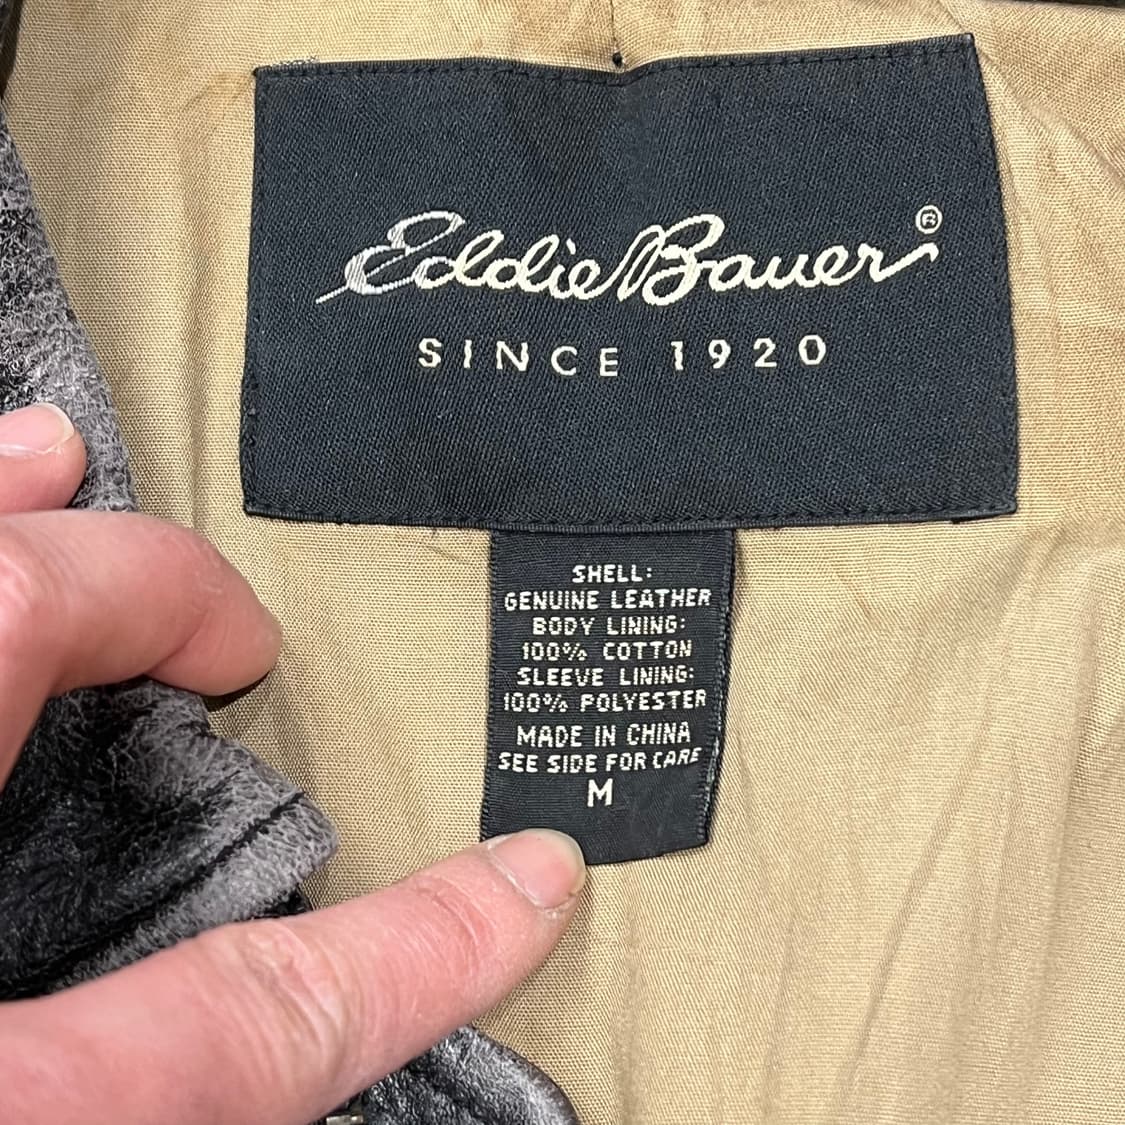 Eddie Bauer®
SINCE 1920
SHELL:
GENUINE LEATHER
BODY LINING:
100% COTTON
SLEEVE LINING:
100% POLYESTER
MADE IN CHINA
SEE SIDE FOR CARE
M